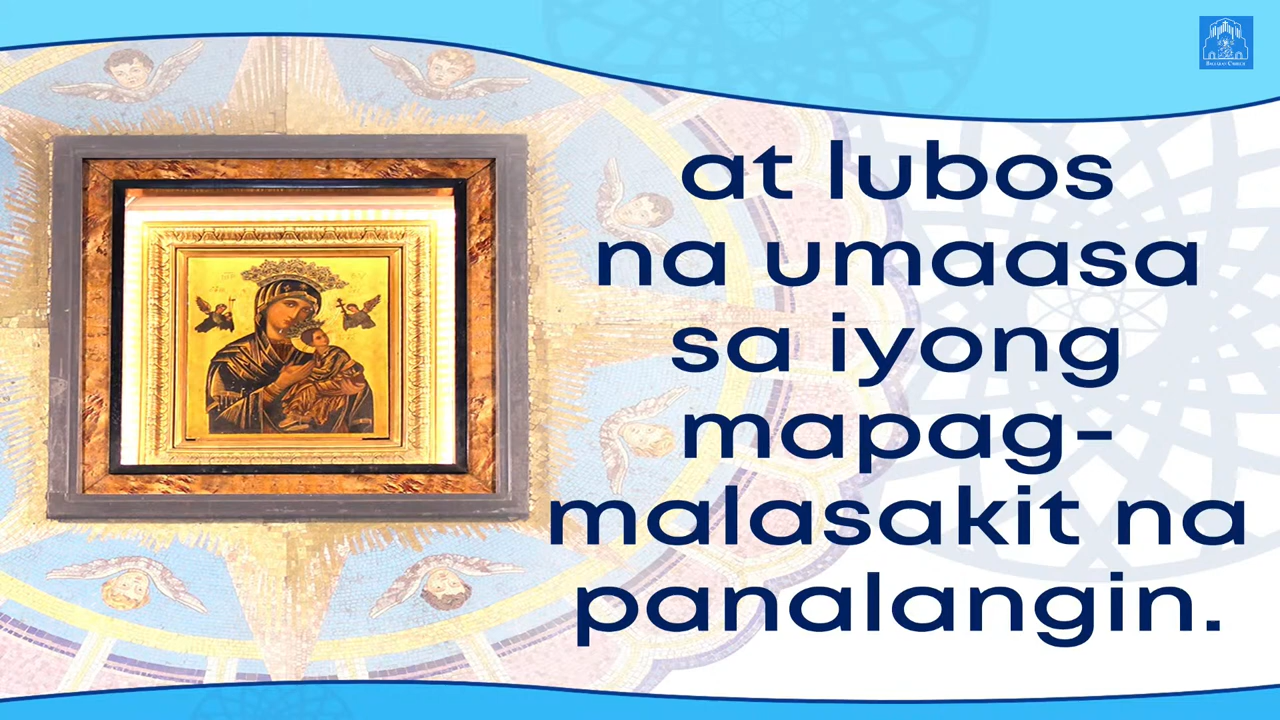 at lubos
na umaasa
sa iyong
mapag-
malasakit na
panalangin.